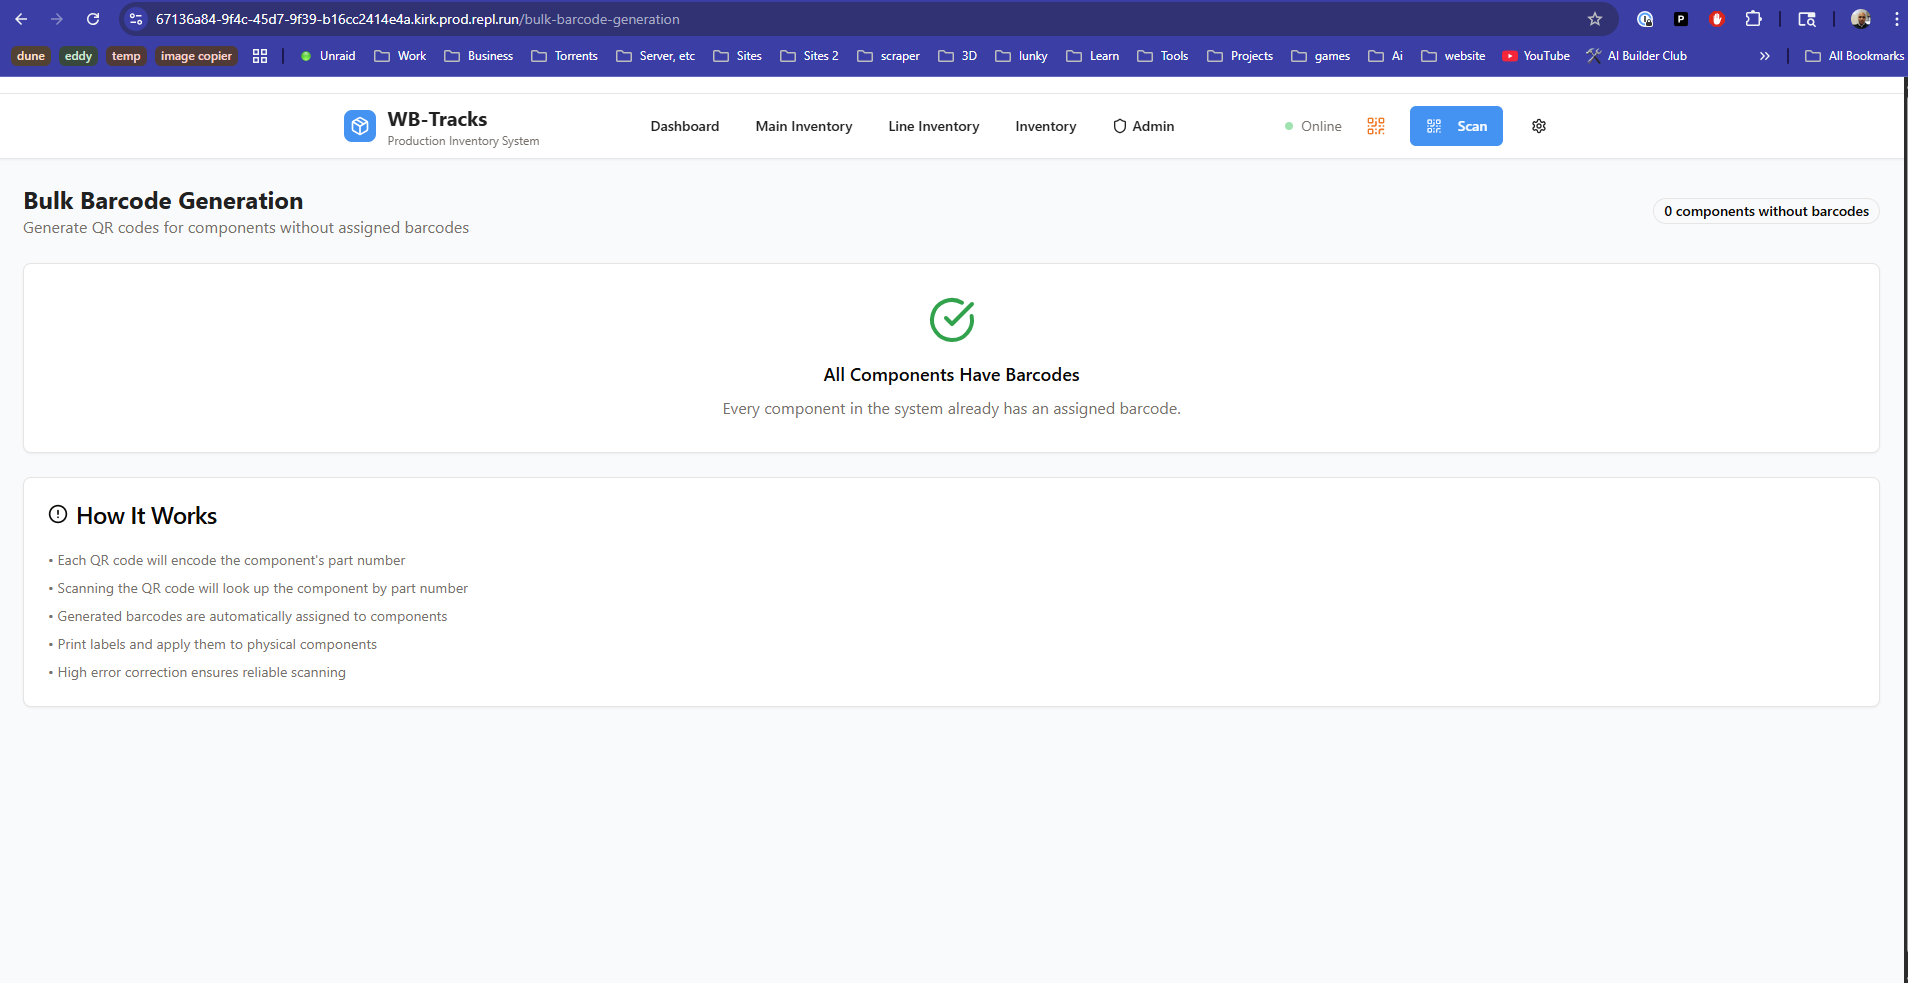 67136a84-9f4c-45d7-9f39-b16cc2414e4a.kirk.prod.repl.run/bulk-barcode-generation
dune eddy temp image copier Unraid Work Business Torrents Server, etc Sites Sites 2 scraper 3D lunky Learn Tools Projects games Ai website YouTube AI Builder Club » All Bookmarks
WB-Tracks
Production Inventory System
Dashboard Main Inventory Line Inventory Inventory Admin Online Scan
Bulk Barcode Generation
Generate QR codes for components without assigned barcodes
0 components without barcodes
All Components Have Barcodes
Every component in the system already has an assigned barcode.
How It Works
• Each QR code will encode the component's part number
• Scanning the QR code will look up the component by part number
• Generated barcodes are automatically assigned to components
• Print labels and apply them to physical components
• High error correction ensures reliable scanning